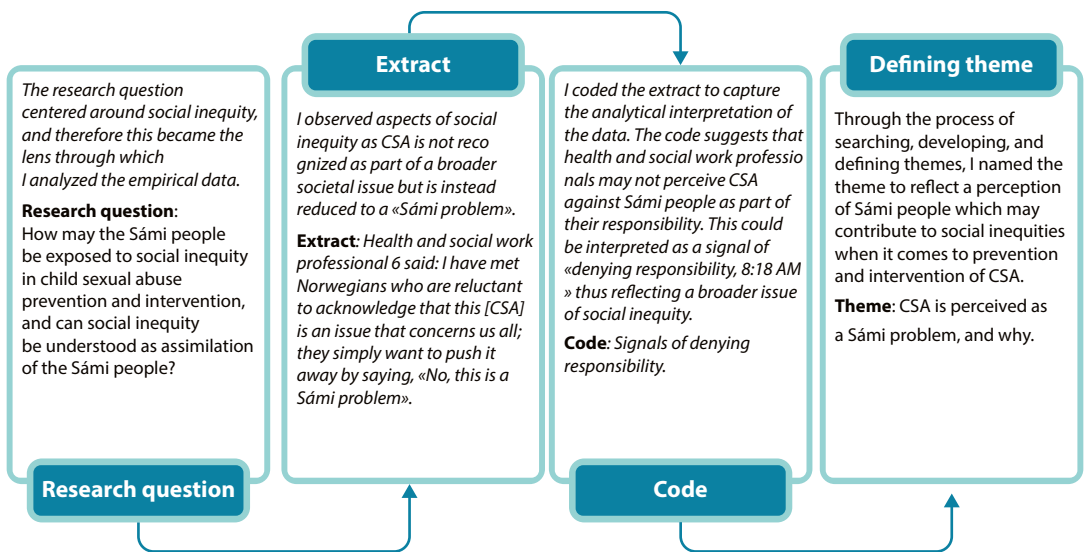 The research question
centered around social inequity,
and therefore this became the
lens through which
I analyzed the empirical data.
Research question:
How may the Sámi people
be exposed to social inequity
in child sexual abuse
prevention and intervention,
and can social inequity
be understood as assimilation
of the Sámi people?
Research question
Extract
I observed aspects of social
inequity as CSA is not reco
gnized as part of a broader
societal issue but is instead
reduced to a «Sámi problem».
Extract: Health and social work
professional 6 said: I have met
Norwegians who are reluctant
to acknowledge that this [CSA]
is an issue that concerns us all;
they simply want to push it
away by saying, «No, this is a
Sámi problem».
I coded the extract to capture
the analytical interpretation of
the data. The code suggests that
health and social work professio
nals may not perceive CSA
against Sámi people as part of
their responsibility. This could
be interpreted as a signal of
«denying responsibility, 8:18 AM
» thus reflecting a broader issue
of social inequity.
Code: Signals of denying
responsibility.
Code
Defining theme
Through the process of
searching, developing, and
defining themes, I named the
theme to reflect a perception
of Sámi people which may
contribute to social inequities
when it comes to prevention
and intervention of CSA.
Theme: CSA is perceived as
a Sámi problem, and why.